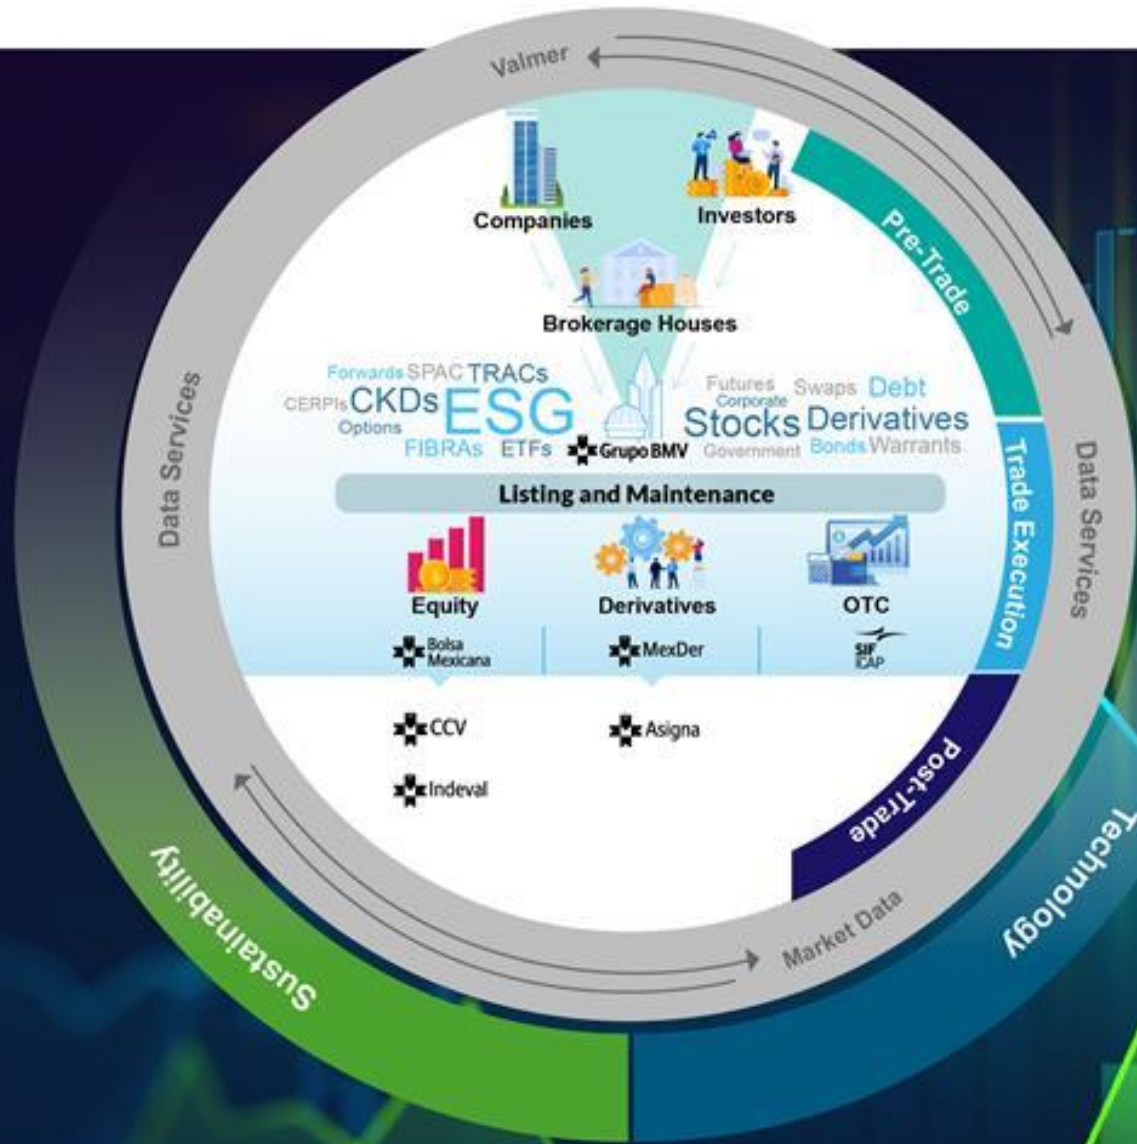 Valmer
Companies
Investors
Pre-Trade
Brokerage Houses
Data Services
Forwards SPAC TRACs
CERPIs CKDs ESG
Options
FIBRAs ETFs
Grupo BMV
Futures Swaps Debt
Corporate
Stocks Derivatives
Government Bonds Warrants
Listing and Maintenance
Trade Execution
Data Services
Equity
Derivatives
OTC
Bolsa
Mexicana
MexDer
SIF
ICAP
CCV
Asigna
Indeval
Post-Trade
Market Data
Sustainability
Technology